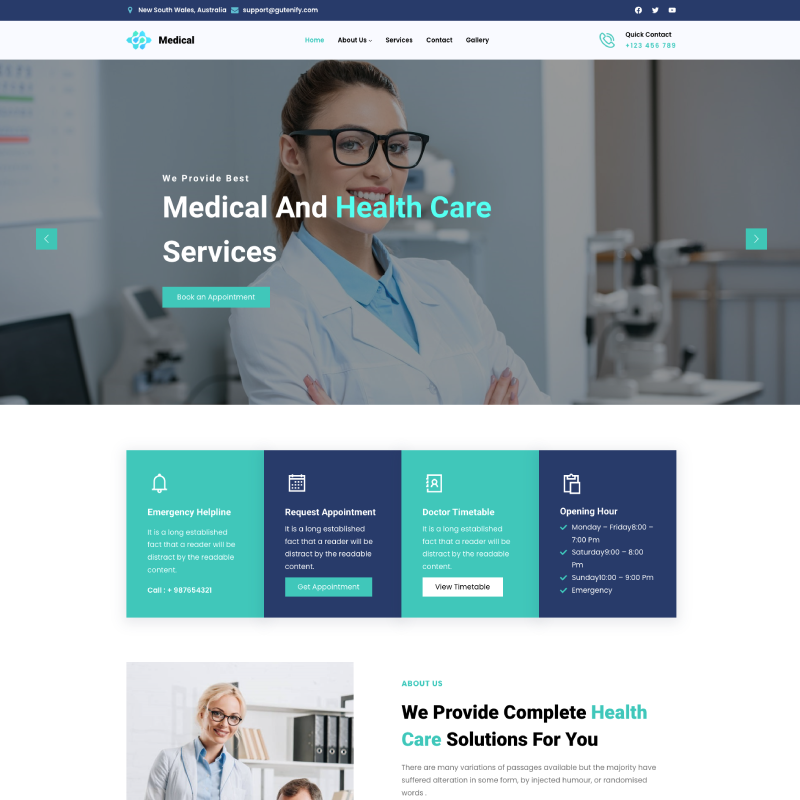 New South Wales, Australia support@gutenify.com
Medical
Home About Us Services Contact Gallery
Quick Contact
+123 456 789
We Provide Best
Medical And Health Care
Services
Book an Appointment
Emergency Helpline
It is a long established
fact that a reader will be
distract by the readable
content.
Call : + 987654321
Request Appointment
It is a long established
fact that a reader will be
distract by the readable
content.
Get Appointment
Doctor Timetable
It is a long established
fact that a reader will be
distract by the readable
content.
View Timetable
Opening Hour
Monday – Friday8:00 –
7:00 Pm
Saturday9:00 – 8:00
Pm
Sunday10:00 – 9:00 Pm
Emergency
ABOUT US
We Provide Complete Health
Care Solutions For You
There are many variations of passages available but the majority have
suffered alteration in some form, by injected humour, or randomised
words .